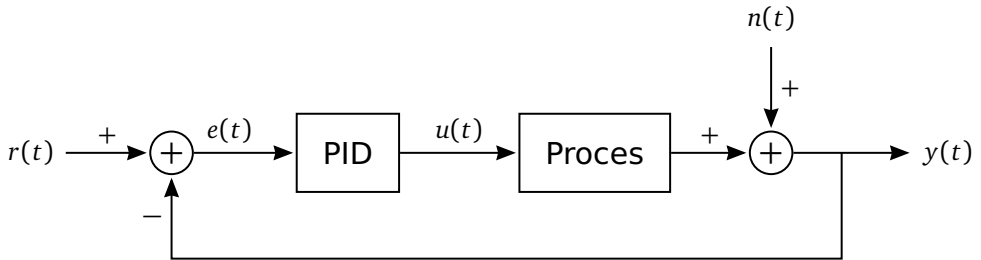 n(t)
+
r(t)
+
+
e(t)
PID
u(t)
Proces
+
+
y(t)
−